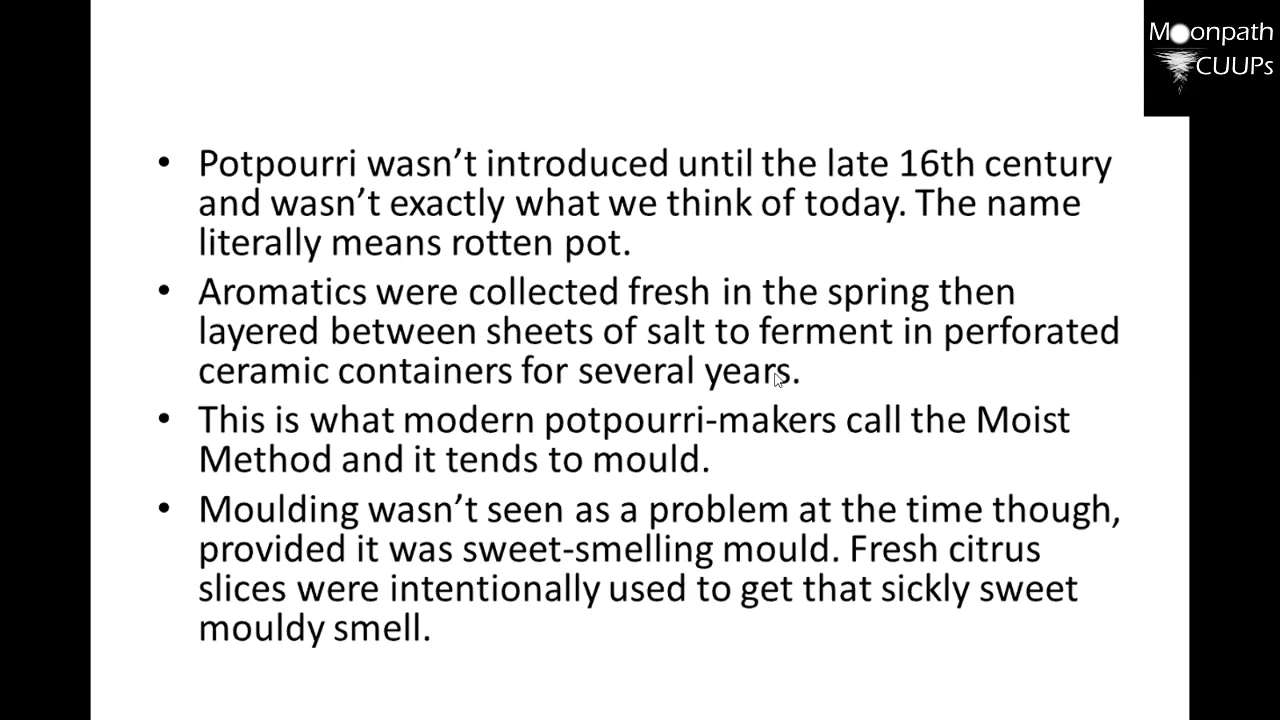 Moonpath
CUUPs
• Potpourri wasn’t introduced until the late 16th century
and wasn’t exactly what we think of today. The name
literally means rotten pot.
• Aromatics were collected fresh in the spring then
layered between sheets of salt to ferment in perforated
ceramic containers for several years.
• This is what modern potpourri-makers call the Moist
Method and it tends to mould.
• Moulding wasn’t seen as a problem at the time though,
provided it was sweet-smelling mould. Fresh citrus
slices were intentionally used to get that sickly sweet
mouldy smell.